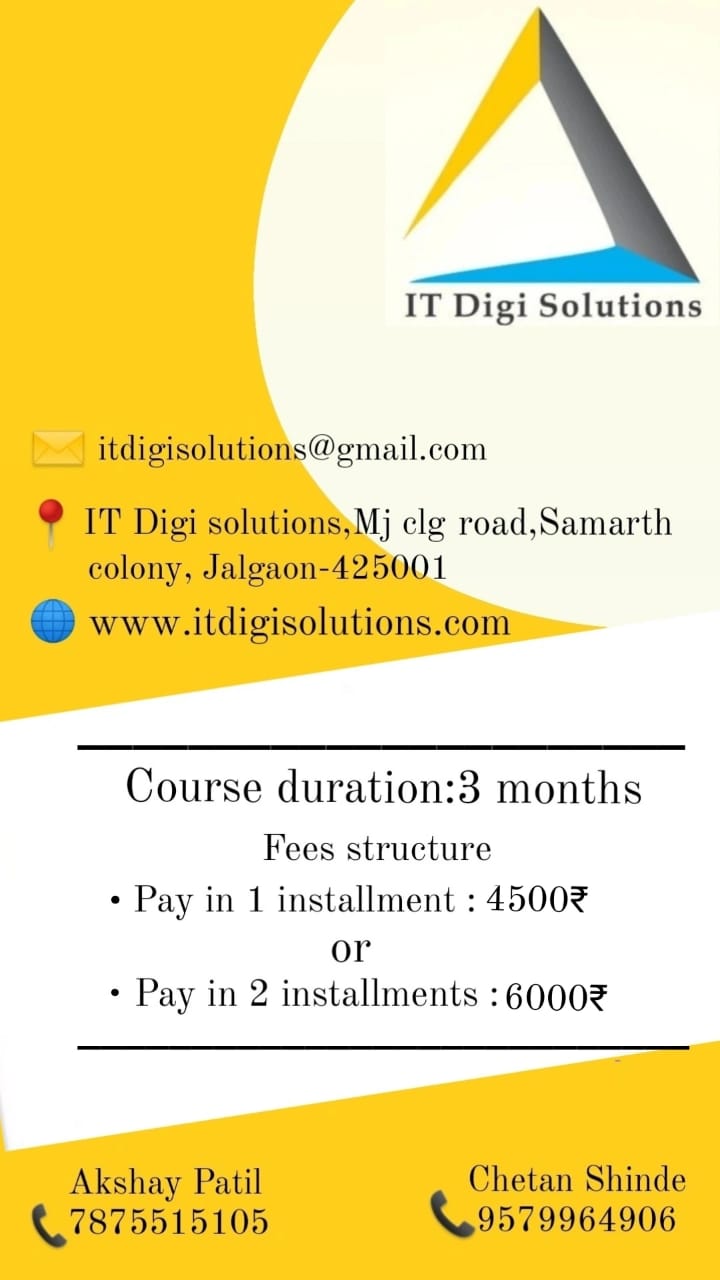 IT Digi Solutions
itdigisolutions@gmail.com
IT Digi solutions,Mj clg road,Samarth
colony, Jalgaon-425001
www.itdigisolutions.com
Course duration:3 months
Fees structure
• Pay in 1 installment : 4500₹
or
• Pay in 2 installments : 6000₹
Akshay Patil
7875515105
Chetan Shinde
9579964906